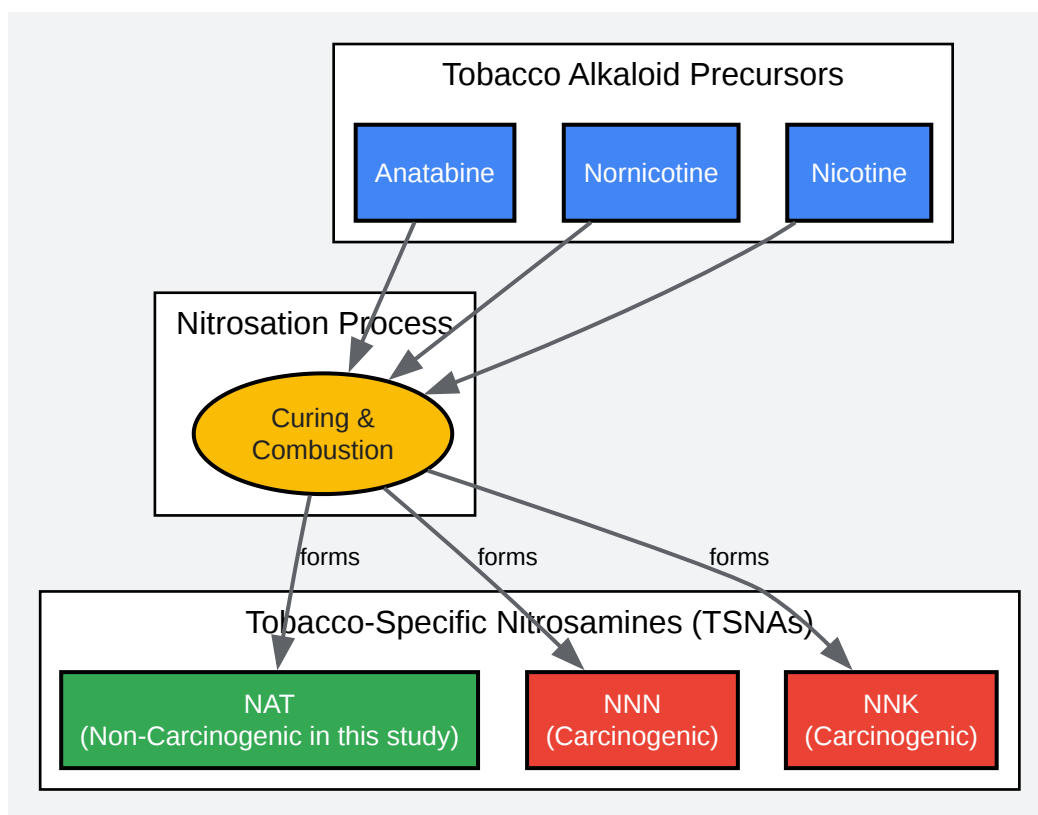 Tobacco Alkaloid Precursors
Anatabine
Nornicotine
Nicotine
Nitrosation Process
Curing &
Combustion
forms
forms
forms
Tobacco-Specific Nitrosamines (TSNAs)
NAT
(Non-Carcinogenic in this study)
NNN
(Carcinogenic)
NNK
(Carcinogenic)